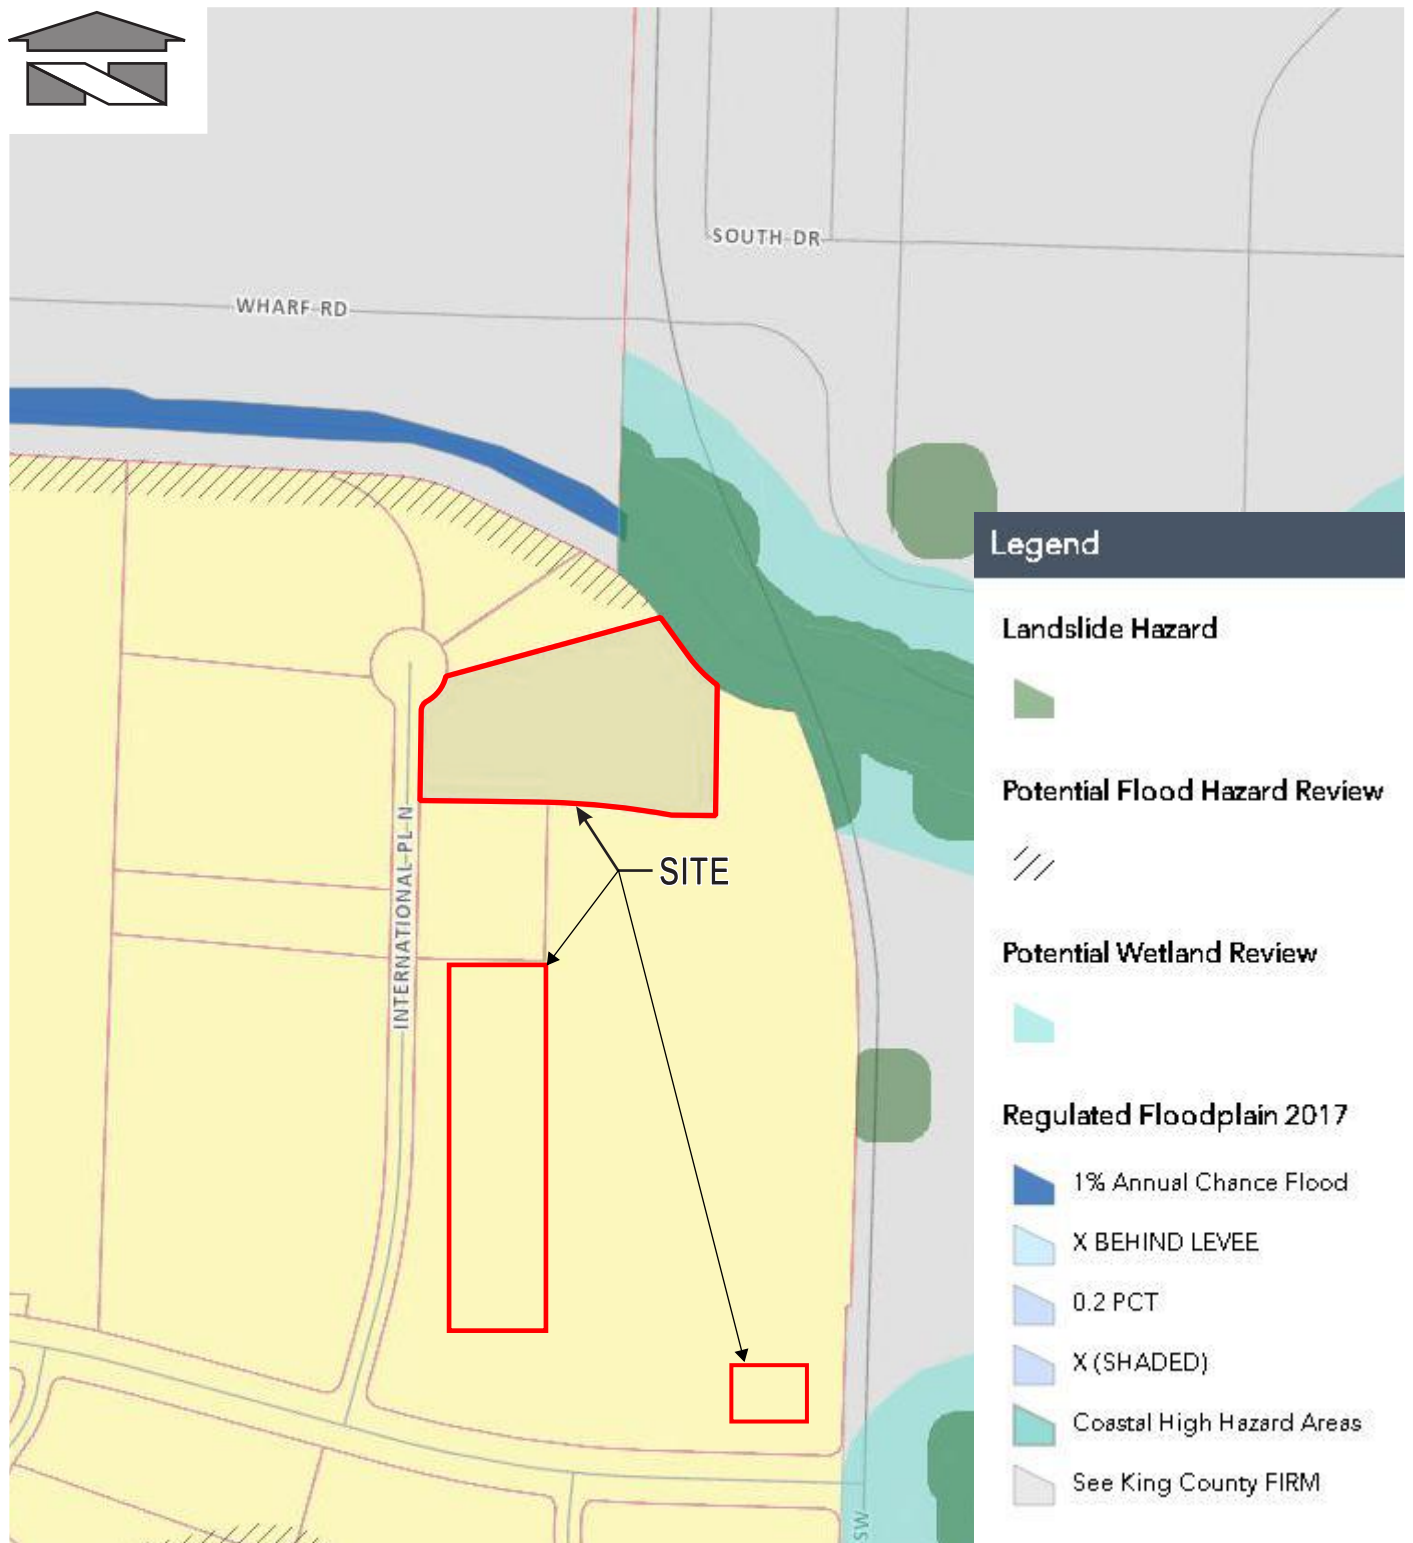 SOUTH DR
WHARF RD
INTERNATIONAL PL N
SITE
SW
Legend
Landslide Hazard
Potential Flood Hazard Review
Potential Wetland Review
Regulated Floodplain 2017
1% Annual Chance Flood
X BEHIND LEVEE
0.2 PCT
X (SHADED)
Coastal High Hazard Areas
See King County FIRM